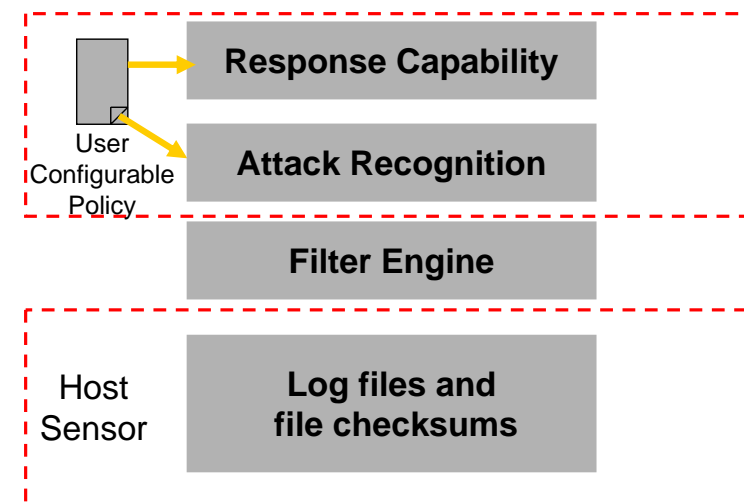 Response Capability
User
Configurable
Policy
Attack Recognition
Filter Engine
Host
Sensor
Log files and
file checksums